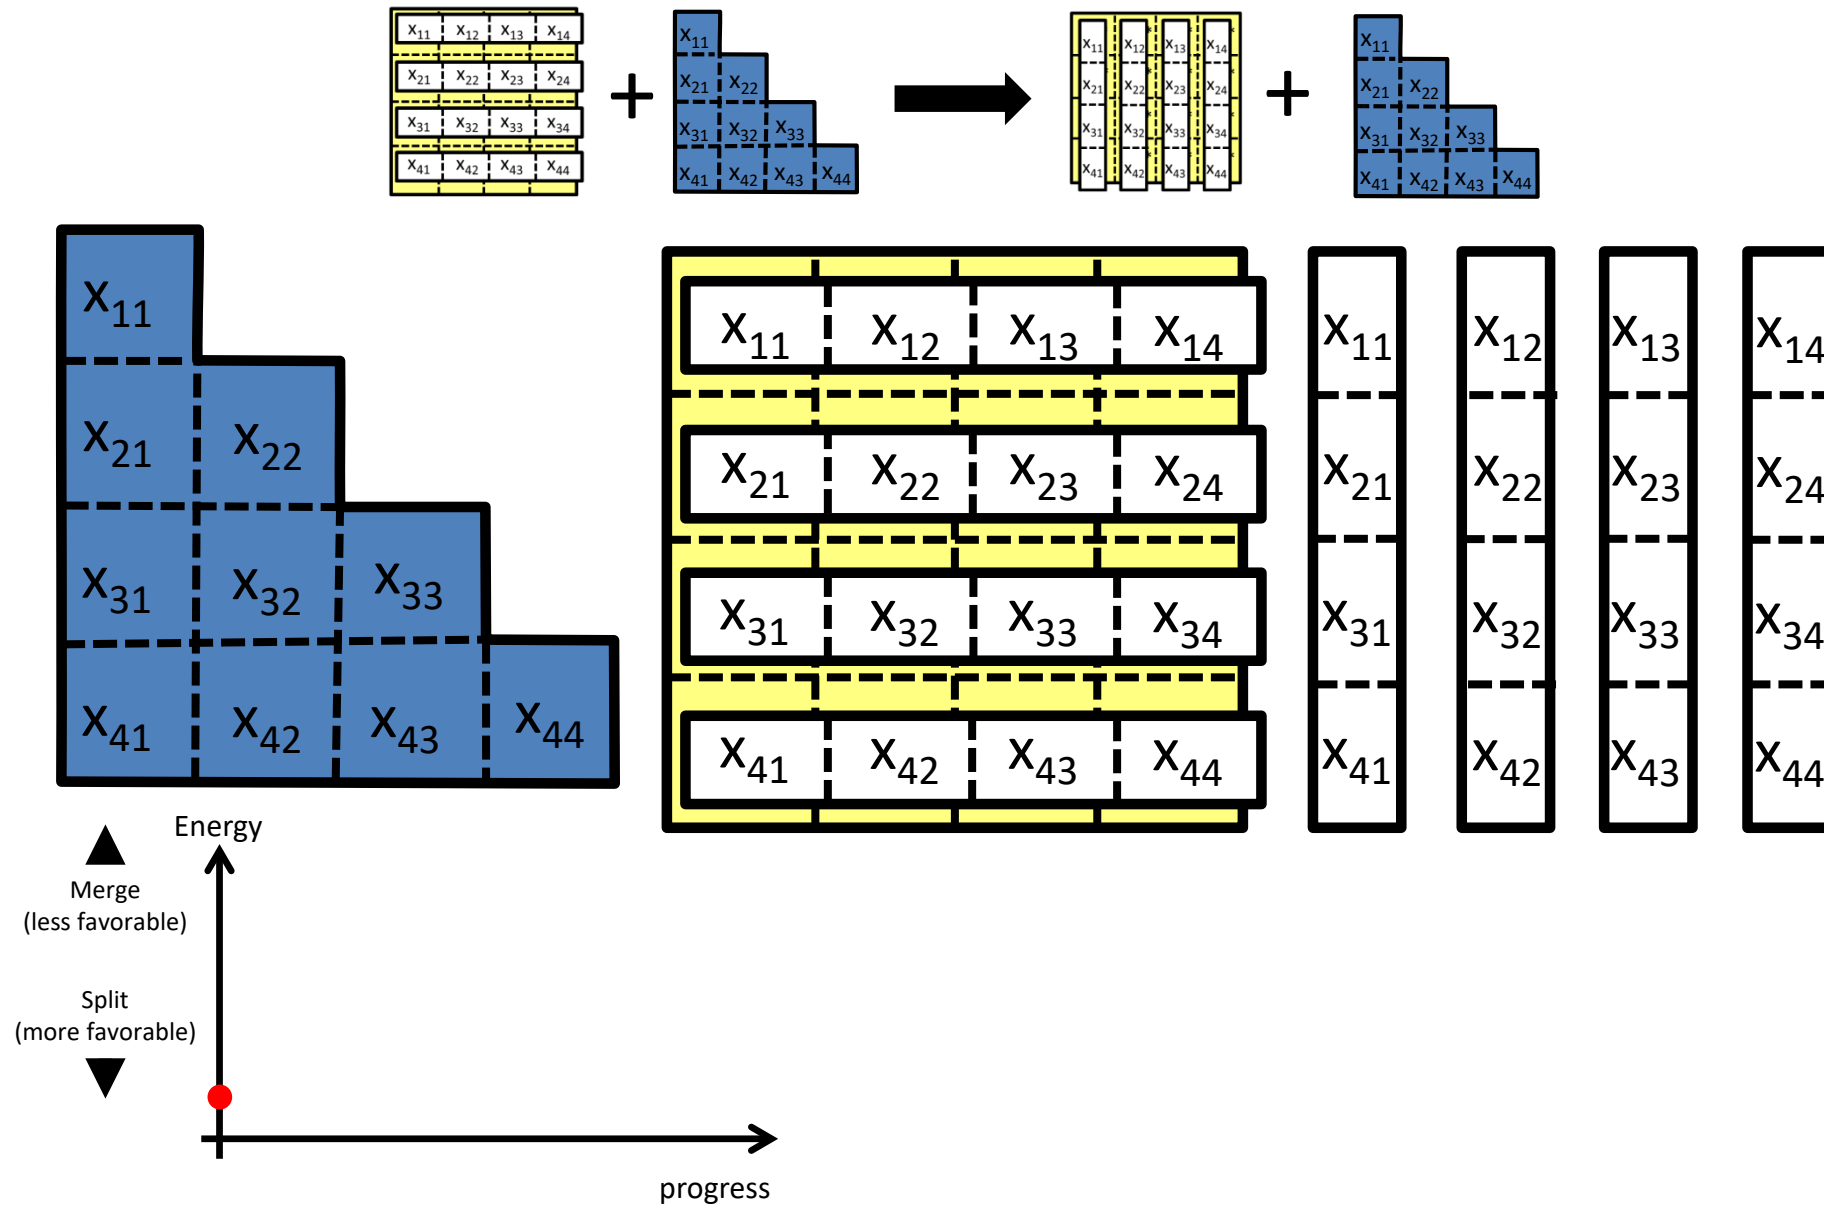 x11 x12 x13 x14
x21 x22 x23 x24
x31 x32 x33 x34
x41 x42 x43 x44
+
x11
x21 x22
x31 x32 x33
x41 x42 x43 x44
x11 x12* x13* x14*
x21 x22* x23* x24*
x31 x32* x33* x34*
x41 x42* x43* x44*
+
x11
x21 x22
x31 x32 x33
x41 x42 x43 x44
x11
x21 x22
x31 x32 x33
x41 x42 x43 x44
x11 x12 x13 x14
x21 x22 x23 x24
x31 x32 x33 x34
x41 x42 x43 x44
x11 x12 x13 x14
x21 x22 x23 x24
x31 x32 x33 x34
x41 x42 x43 x44
Energy
Merge
(less favorable)
Split
(more favorable)
progress